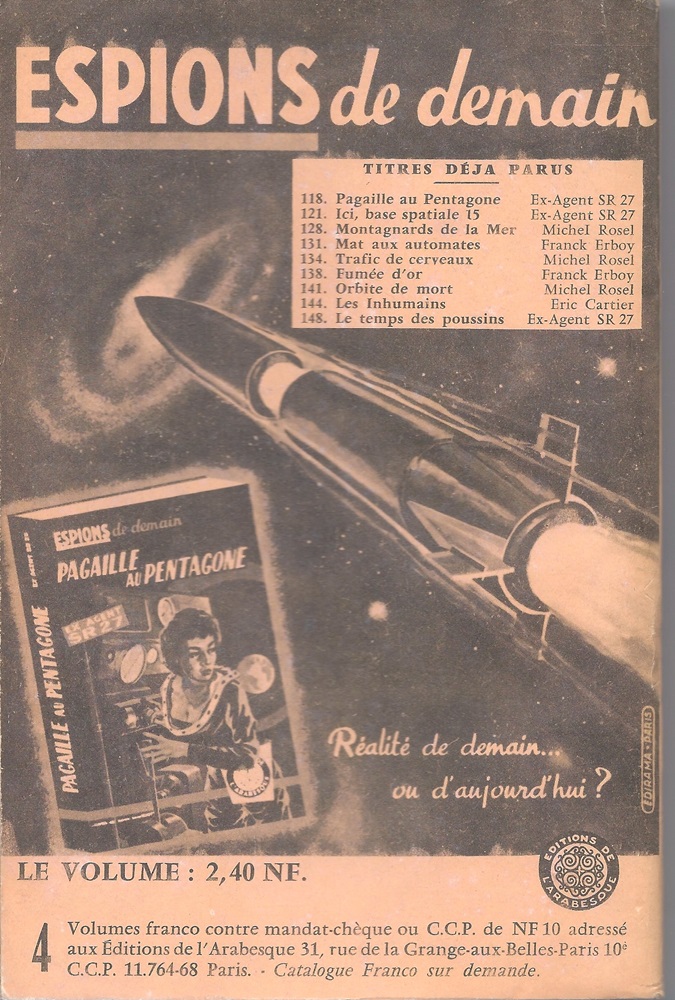 ESPIONS de demain
TITRES DÉJA PARUS
118. Pagaille au Pentagone Ex-Agent SR 27
121. Ici, base spatiale 15 Ex-Agent SR 27
128. Montagnards de la Mer Michel Rosel
131. Mat aux automates Franck Erboy
134. Trafic de cerveaux Michel Rosel
138. Fumée d'or Franck Erboy
141. Orbite de mort Michel Rosel
144. Les Inhumains Eric Cartier
148. Le temps des poussins Ex-Agent SR 27
ESPIONS de demain
PAGAILLE
AU PENTAGONE
EX AGENT
SR 27
PAGAILLE AU PENTAGONE
Réalité de demain...
ou d'aujourd'hui ?
EDIRAMA - PARIS
EDITIONS DE L'ARABESQUE
LE VOLUME : 2,40 NF.
4 Volumes franco contre mandat-chèque ou C.C.P. de NF 10 adressé
aux Éditions de l'Arabesque 31, rue de la Grange-aux-Belles-Paris 10e
C.C.P. 11.764-68 Paris. - Catalogue Franco sur demande.